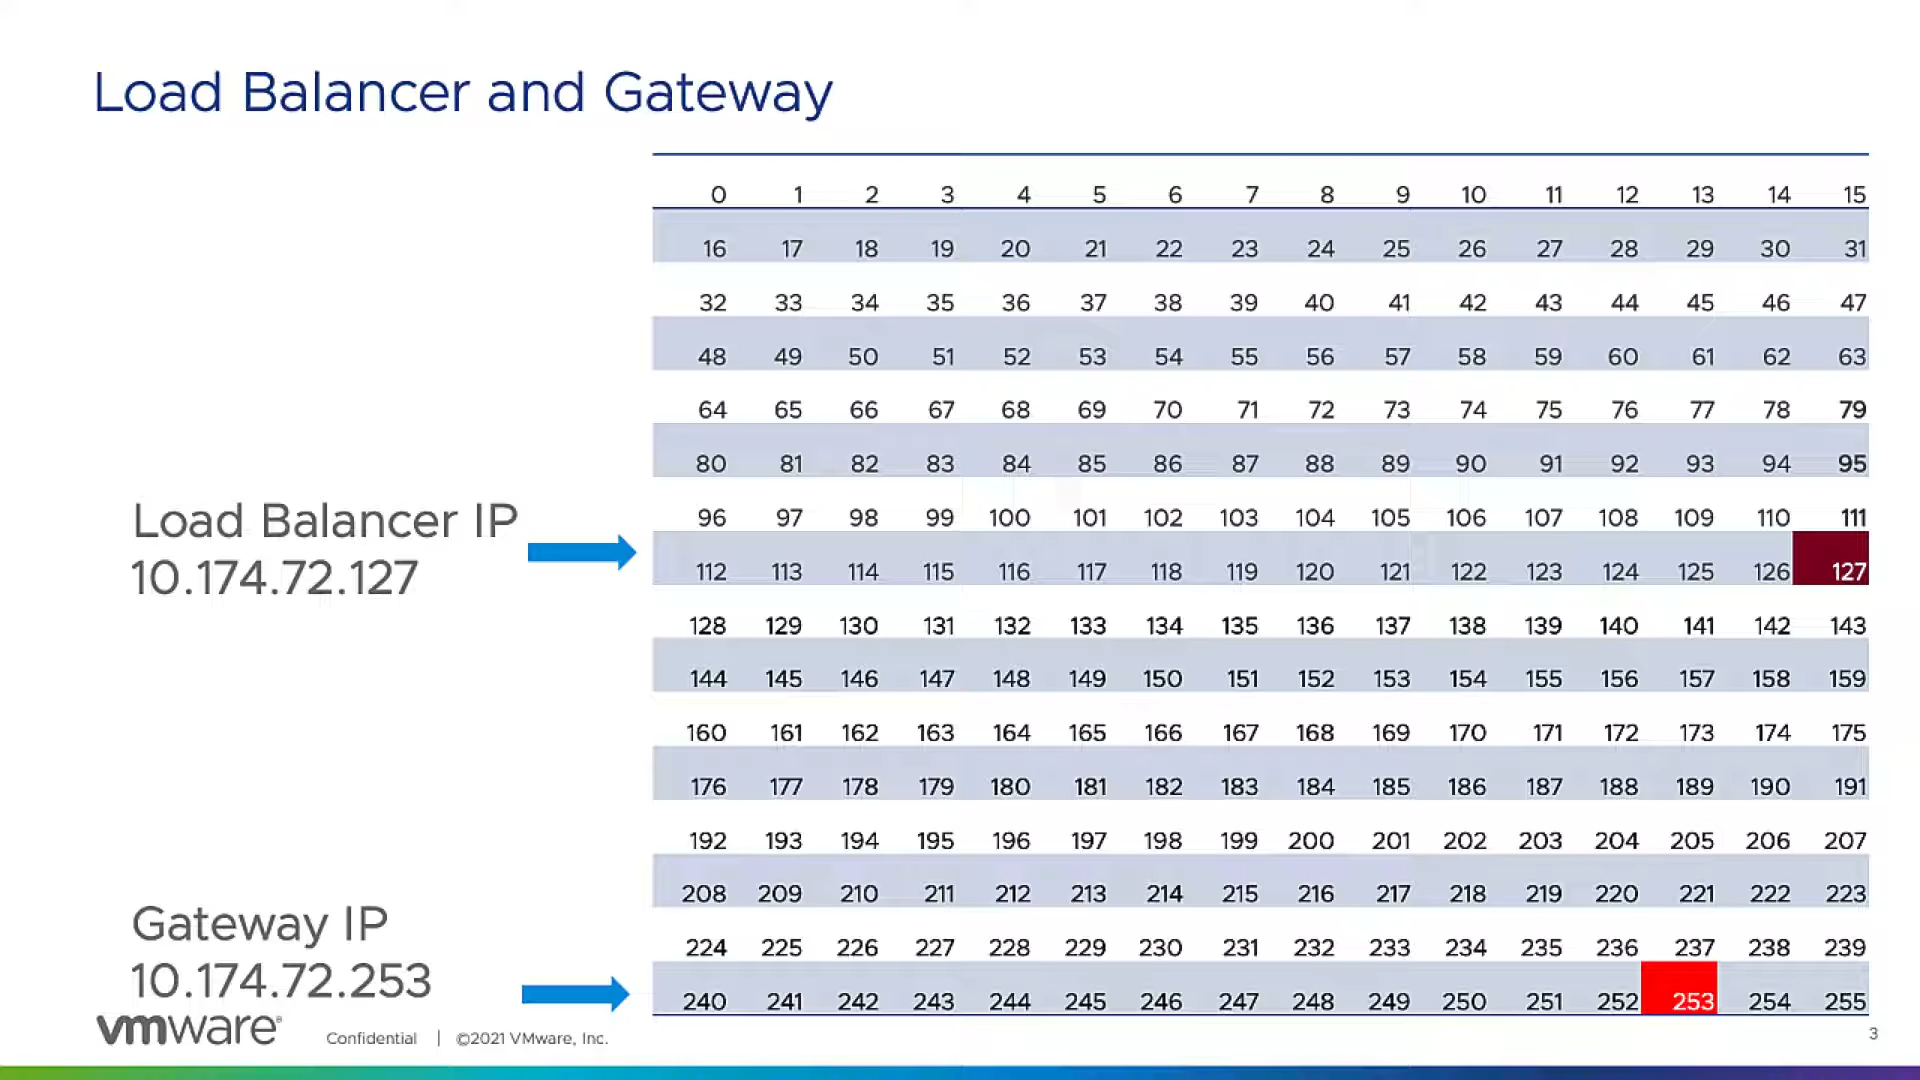 Load Balancer and Gateway
0 1 2 3 4 5 6 7 8 9 10 11 12 13 14 15
16 17 18 19 20 21 22 23 24 25 26 27 28 29 30 31
32 33 34 35 36 37 38 39 40 41 42 43 44 45 46 47
48 49 50 51 52 53 54 55 56 57 58 59 60 61 62 63
64 65 66 67 68 69 70 71 72 73 74 75 76 77 78 79
80 81 82 83 84 85 86 87 88 89 90 91 92 93 94 95
96 97 98 99 100 101 102 103 104 105 106 107 108 109 110 111
112 113 114 115 116 117 118 119 120 121 122 123 124 125 126 127
128 129 130 131 132 133 134 135 136 137 138 139 140 141 142 143
144 145 146 147 148 149 150 151 152 153 154 155 156 157 158 159
160 161 162 163 164 165 166 167 168 169 170 171 172 173 174 175
176 177 178 179 180 181 182 183 184 185 186 187 188 189 190 191
192 193 194 195 196 197 198 199 200 201 202 203 204 205 206 207
208 209 210 211 212 213 214 215 216 217 218 219 220 221 222 223
224 225 226 227 228 229 230 231 232 233 234 235 236 237 238 239
240 241 242 243 244 245 246 247 248 249 250 251 252 253 254 255
Load Balancer IP
10.174.72.127
Gateway IP
10.174.72.253
vmware® Confidential | ©2021 VMware, Inc. 3